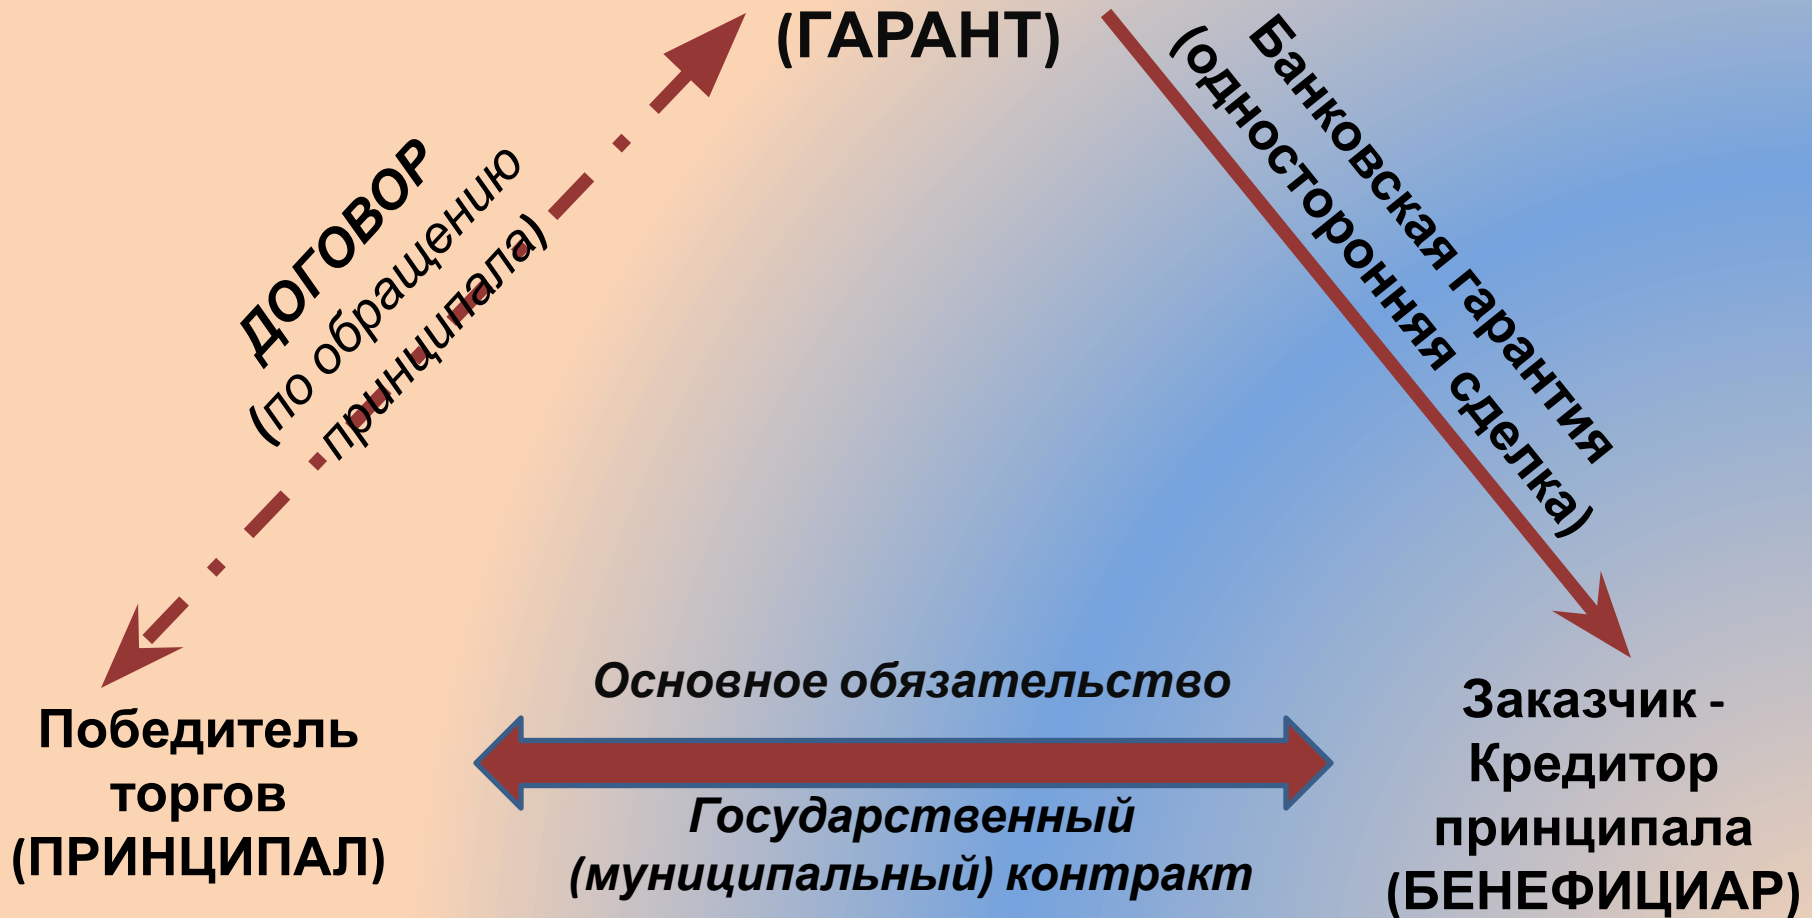 (ГАРАНТ)
ДОГОВОР
(по обращению
принципала)
Банковская гарантия
(односторонняя сделка)
Основное обязательство
Государственный
(муниципальный) контракт
Победитель
торгов
(ПРИНЦИПАЛ)
Заказчик -
Кредитор
принципала
(БЕНЕФИЦИАР)